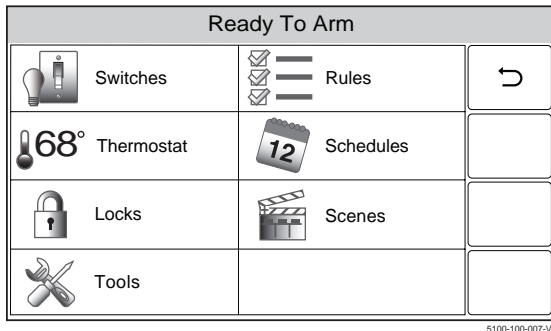 Ready To Arm
Switches
Rules
68° Thermostat
12 Schedules
Locks
Scenes
Tools
5100-100-007-V